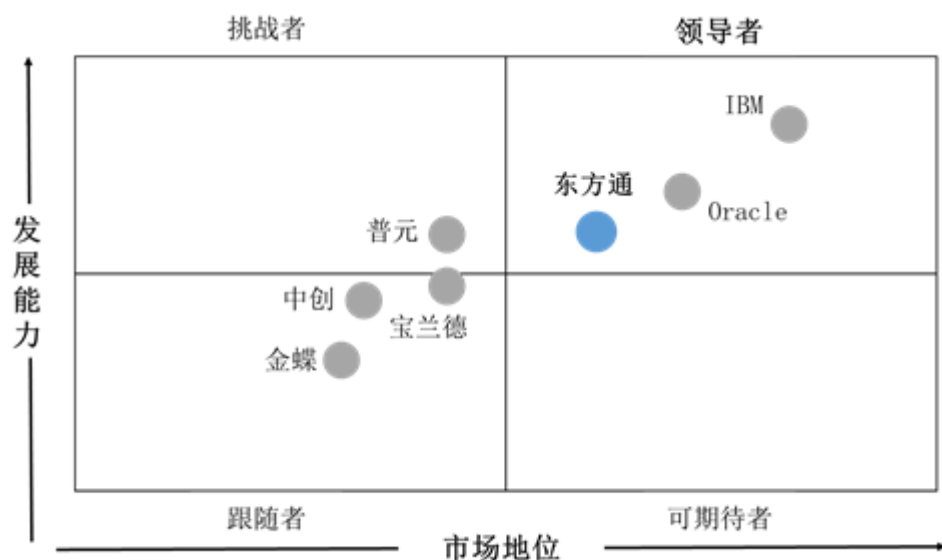 挑战者
领导者
IBM
东方通
Oracle
普元
中创
宝兰德
金蝶
发展能力
跟随者
可期待者
市场地位